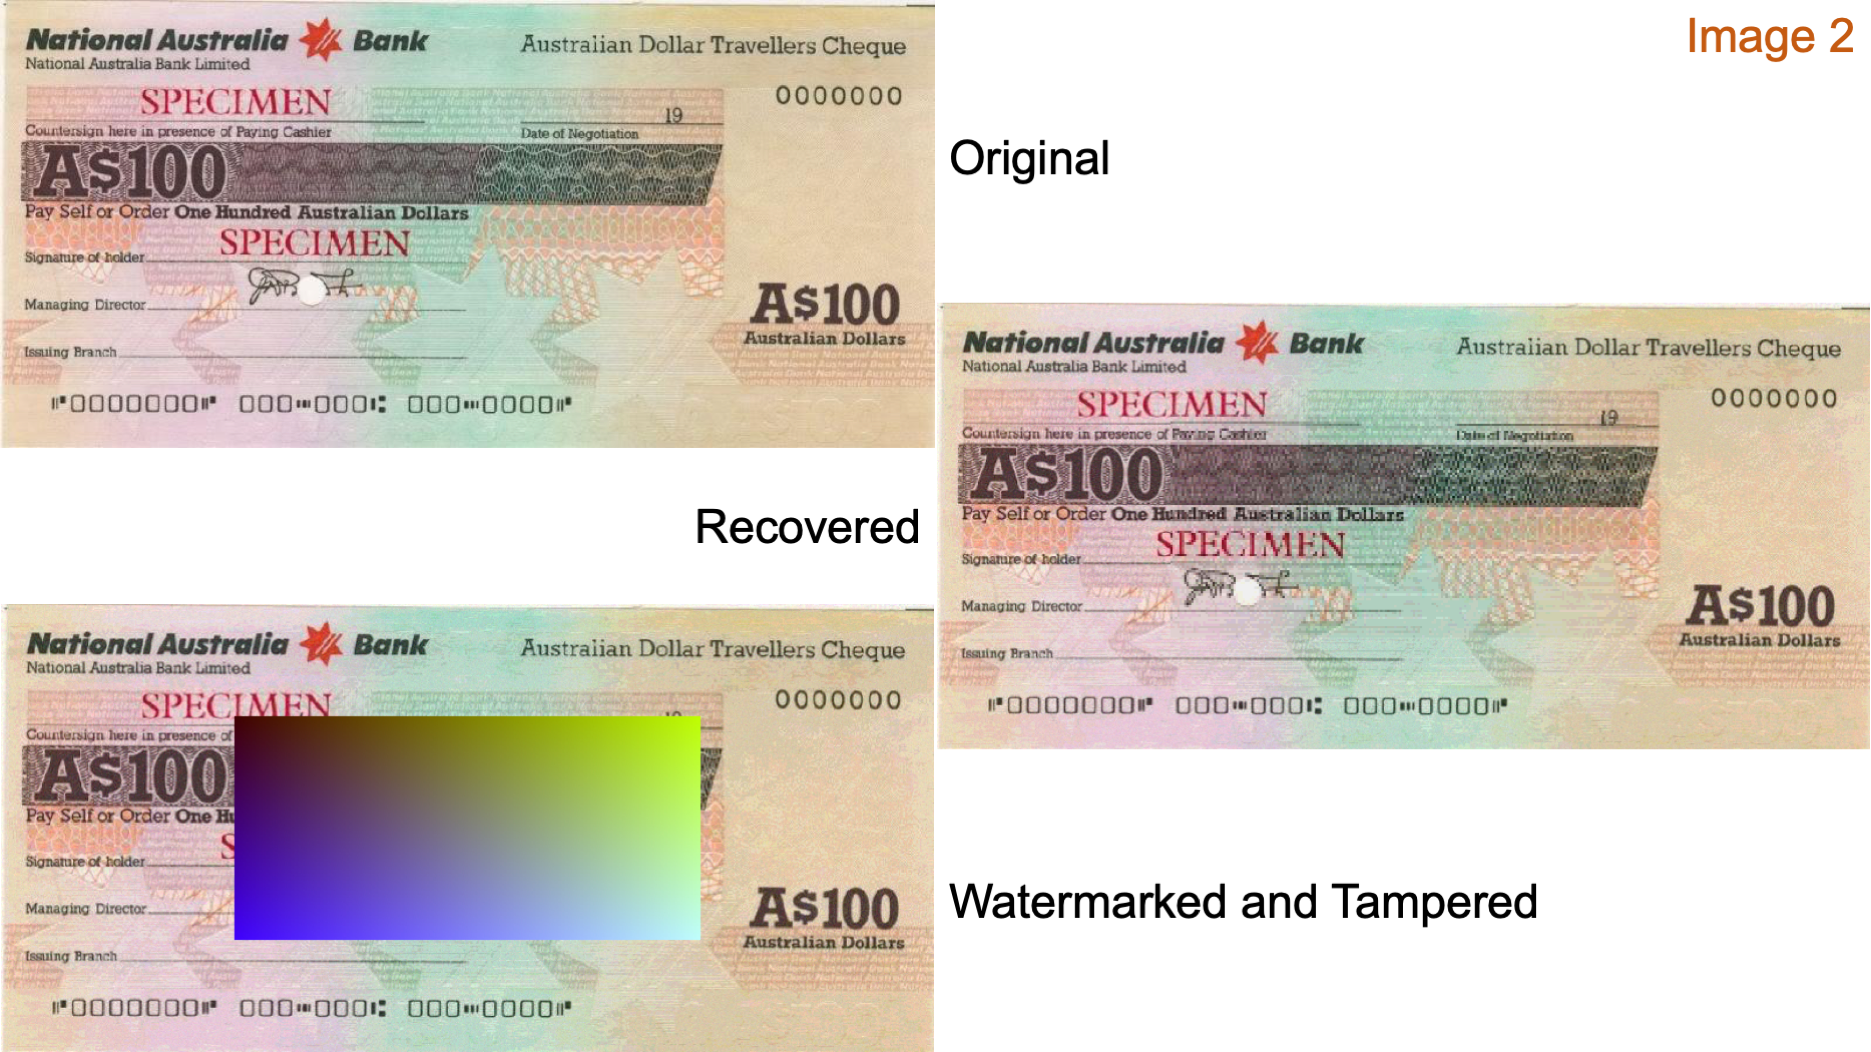 Image 2
National Australia Bank
National Australia Bank Limited
Australian Dollar Travellers Cheque
0000000
SPECIMEN
19
Countersign here in presence of Paying Cashier
Date of Negotiation
A$100
Pay Self or Order One Hundred Australian Dollars
SPECIMEN
Signature of holder
Managing Director
A$100
Australian Dollars
Issuing Branch
⑈0000000⑈ 000⑉000⑆ 000⑉0000⑈
Original
Recovered
National Australia Bank
National Australia Bank Limited
Australian Dollar Travellers Cheque
0000000
SPECIMEN
19
Countersign here in presence of Paying Cashier
Date of Negotiation
A$100
Pay Self or Order One Hundred Australian Dollars
SPECIMEN
Signature of holder
Managing Director
A$100
Australian Dollars
Issuing Branch
⑈0000000⑈ 000⑉000⑆ 000⑉0000⑈
National Australia Bank
National Australia Bank Limited
Australian Dollar Travellers Cheque
0000000
SPECIMEN
Countersign here in presence of
A$100
Pay Self or Order One Hu
S
Signature of holder
Managing Director
A$100
Australian Dollars
Issuing Branch
⑈0000000⑈ 000⑉000⑆ 000⑉0000⑈
Watermarked and Tampered